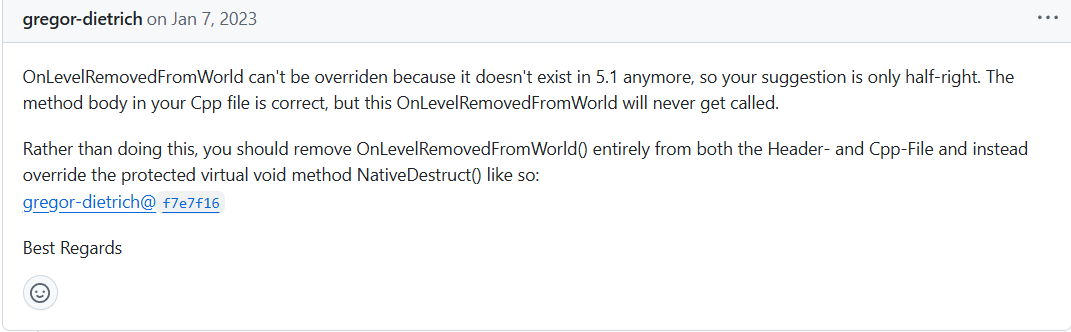 gregor-dietrich on Jan 7, 2023
OnLevelRemovedFromWorld can't be overriden because it doesn't exist in 5.1 anymore, so your suggestion is only half-right. The
method body in your Cpp file is correct, but this OnLevelRemovedFromWorld will never get called.
Rather than doing this, you should remove OnLevelRemovedFromWorld() entirely from both the Header- and Cpp-File and instead
override the protected virtual void method NativeDestruct() like so:
gregor-dietrich@f7e7f16
Best Regards